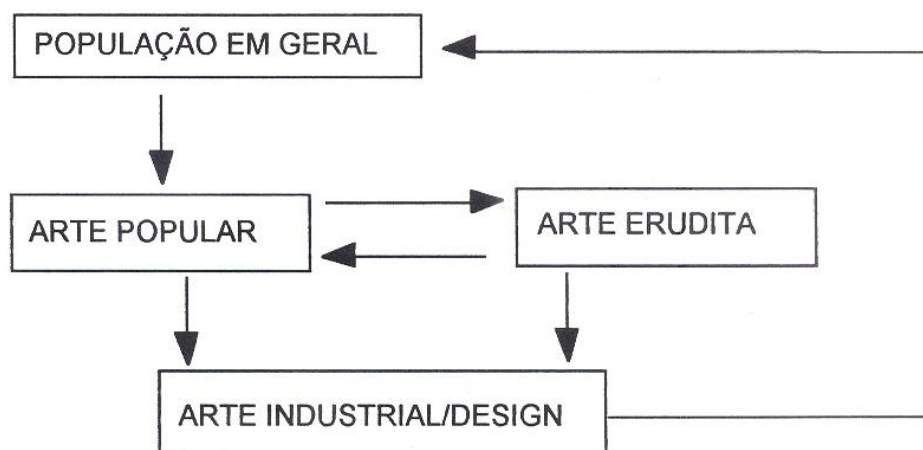 POPULAÇÃO EM GERAL
ARTE POPULAR
ARTE ERUDITA
ARTE INDUSTRIAL/DESIGN